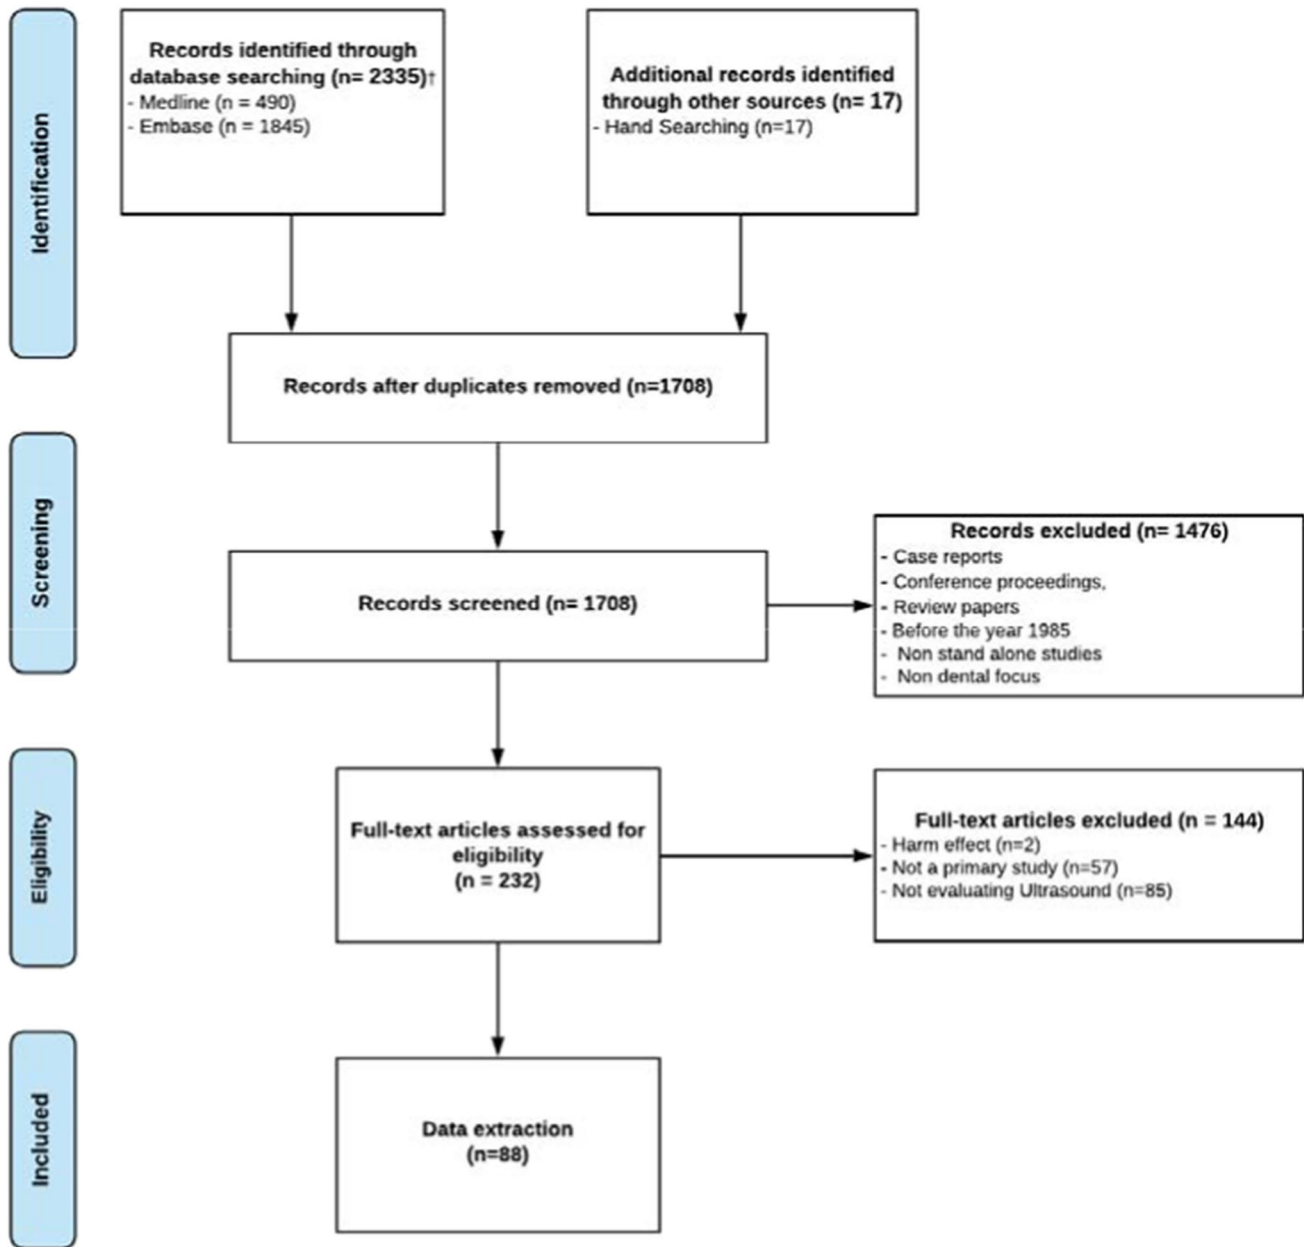 Identification
Records identified through
database searching (n= 2335)†
- Medline (n = 490)
- Embase (n = 1845)
Additional records identified
through other sources (n= 17)
- Hand Searching (n=17)
Records after duplicates removed (n=1708)
Screening
Records screened (n= 1708)
Records excluded (n= 1476)
- Case reports
- Conference proceedings,
- Review papers
- Before the year 1985
- Non stand alone studies
- Non dental focus
Eligibility
Full-text articles assessed for
eligibility
(n = 232)
Full-text articles excluded (n = 144)
- Harm effect (n=2)
- Not a primary study (n=57)
- Not evaluating Ultrasound (n=85)
Included
Data extraction
(n=88)